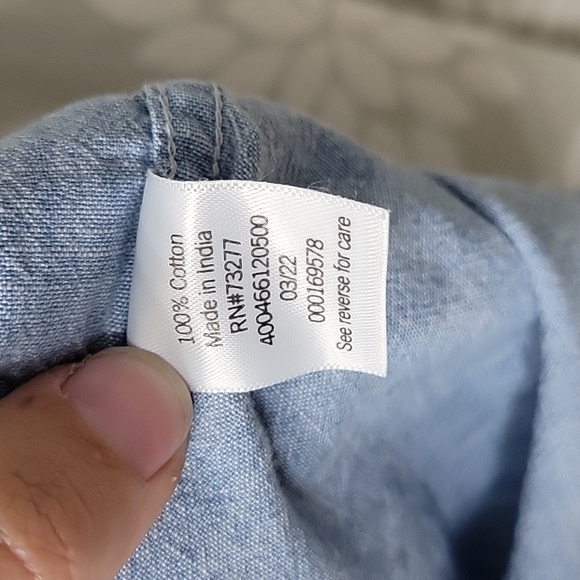 100% Cotton
Made in India
RN#73277
400466120500
03/22
000169578
See reverse for care